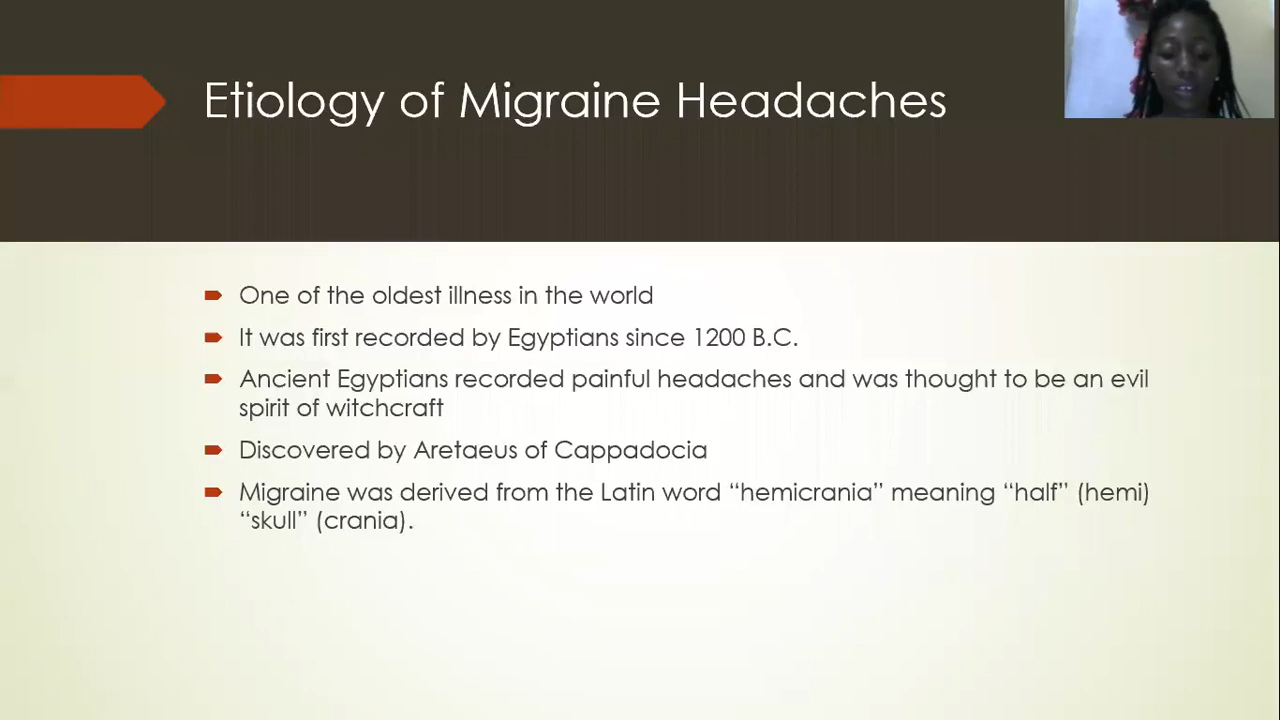 Etiology of Migraine Headaches
One of the oldest illness in the world
It was first recorded by Egyptians since 1200 B.C.
Ancient Egyptians recorded painful headaches and was thought to be an evil
spirit of witchcraft
Discovered by Aretaeus of Cappadocia
Migraine was derived from the Latin word “hemicrania” meaning “half” (hemi)
“skull” (crania).